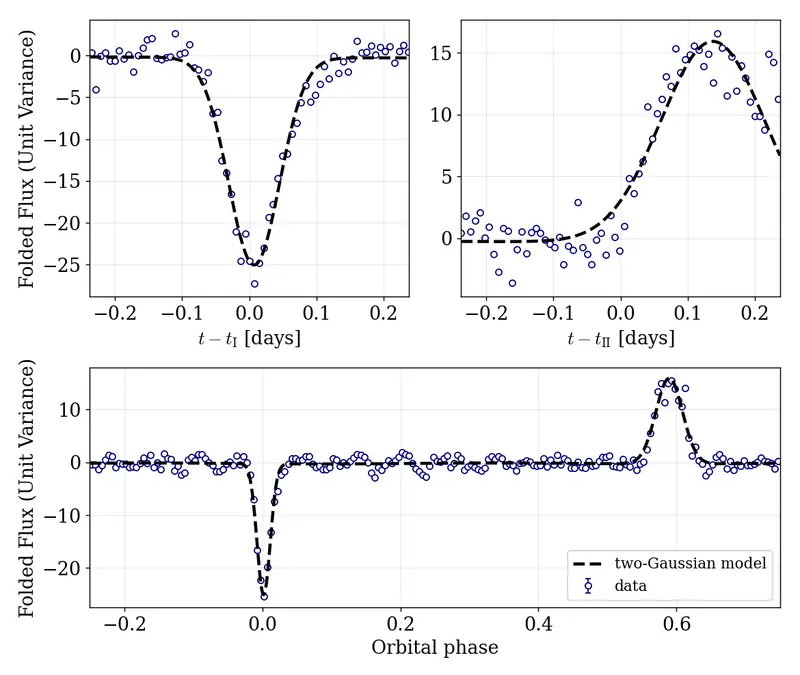 Folded Flux (Unit Variance)
0
−5
−10
−15
−20
−25
−0.2 −0.1 0.0 0.1 0.2
t − tI [days]
15
10
5
0
−0.2 −0.1 0.0 0.1 0.2
t − tII [days]
Folded Flux (Unit Variance)
10
0
−10
−20
two-Gaussian model
data
−0.2 0.0 0.2 0.4 0.6
Orbital phase